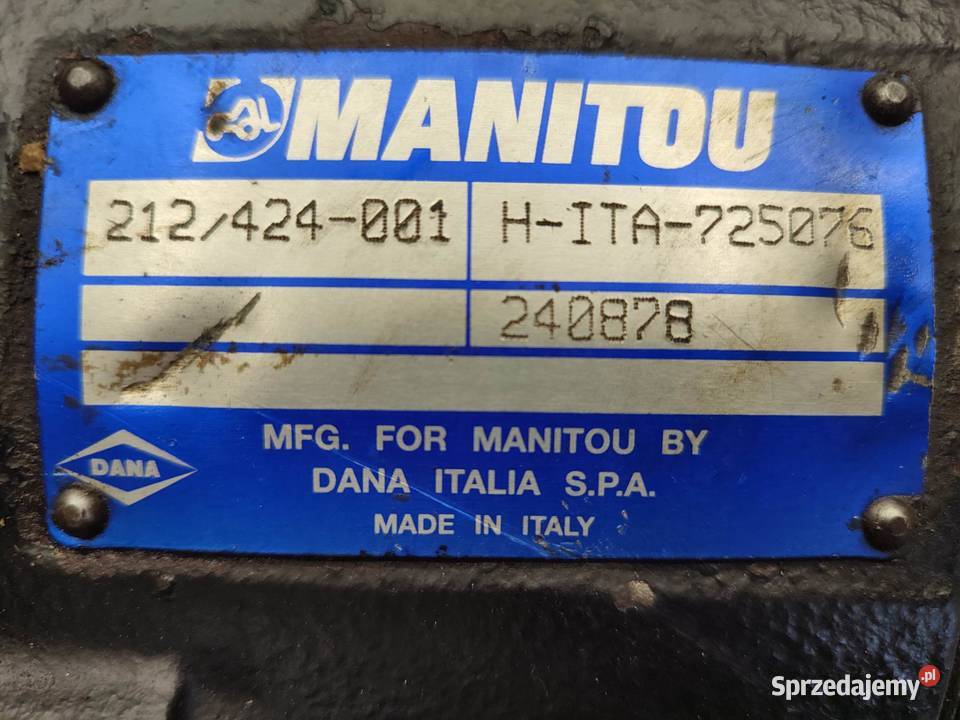 MANITOU
212/424-001 H-ITA-725076
240878
MFG. FOR MANITOU BY
DANA DANA ITALIA S.P.A.
MADE IN ITALY
Sprzedajemy.pl